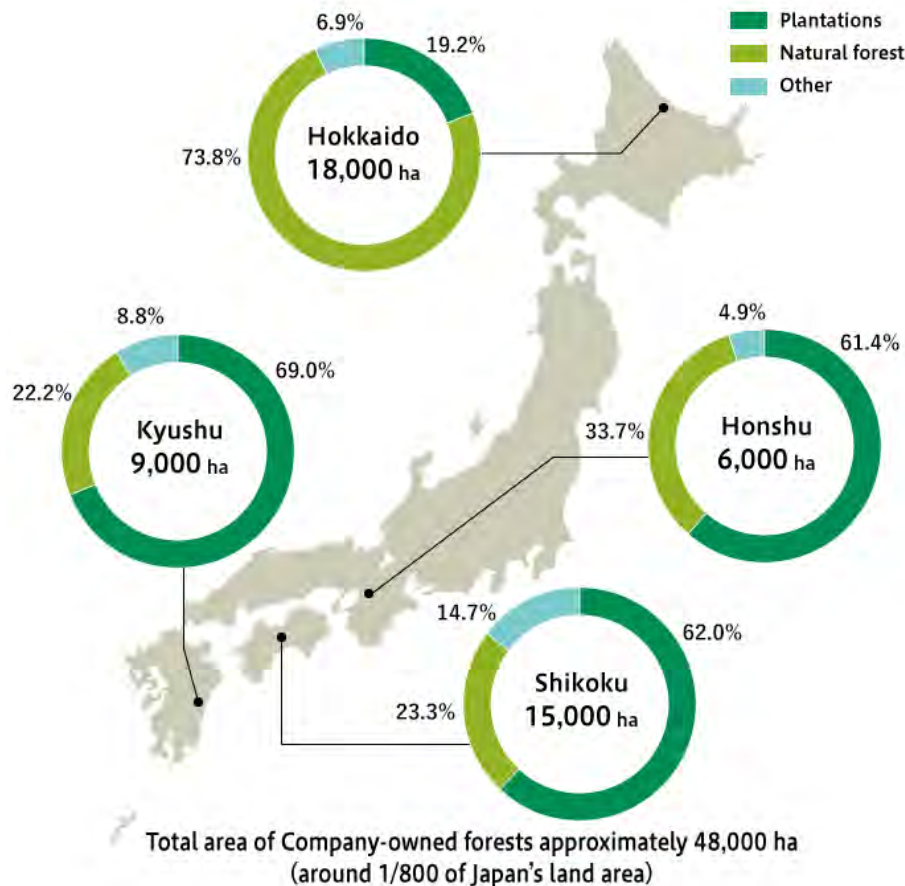 Plantations
Natural forest
Other
6.9%
19.2%
73.8%
Hokkaido
18,000 ha
8.8%
69.0%
22.2%
Kyushu
9,000 ha
4.9%
61.4%
33.7%
Honshu
6,000 ha
14.7%
62.0%
23.3%
Shikoku
15,000 ha
Total area of Company-owned forests approximately 48,000 ha
(around 1/800 of Japan's land area)